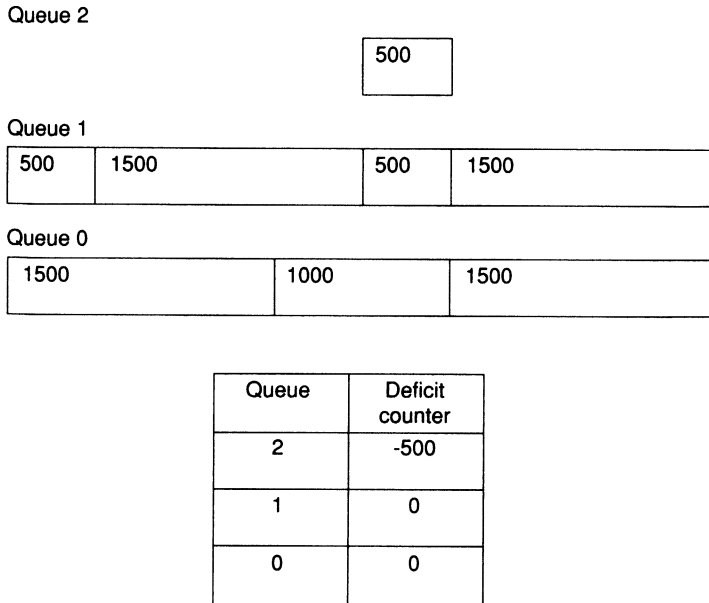 Queue 2
500
Queue 1
500 1500 500 1500
Queue 0
1500 1000 1500
Queue Deficit
counter
2 -500
1 0
0 0